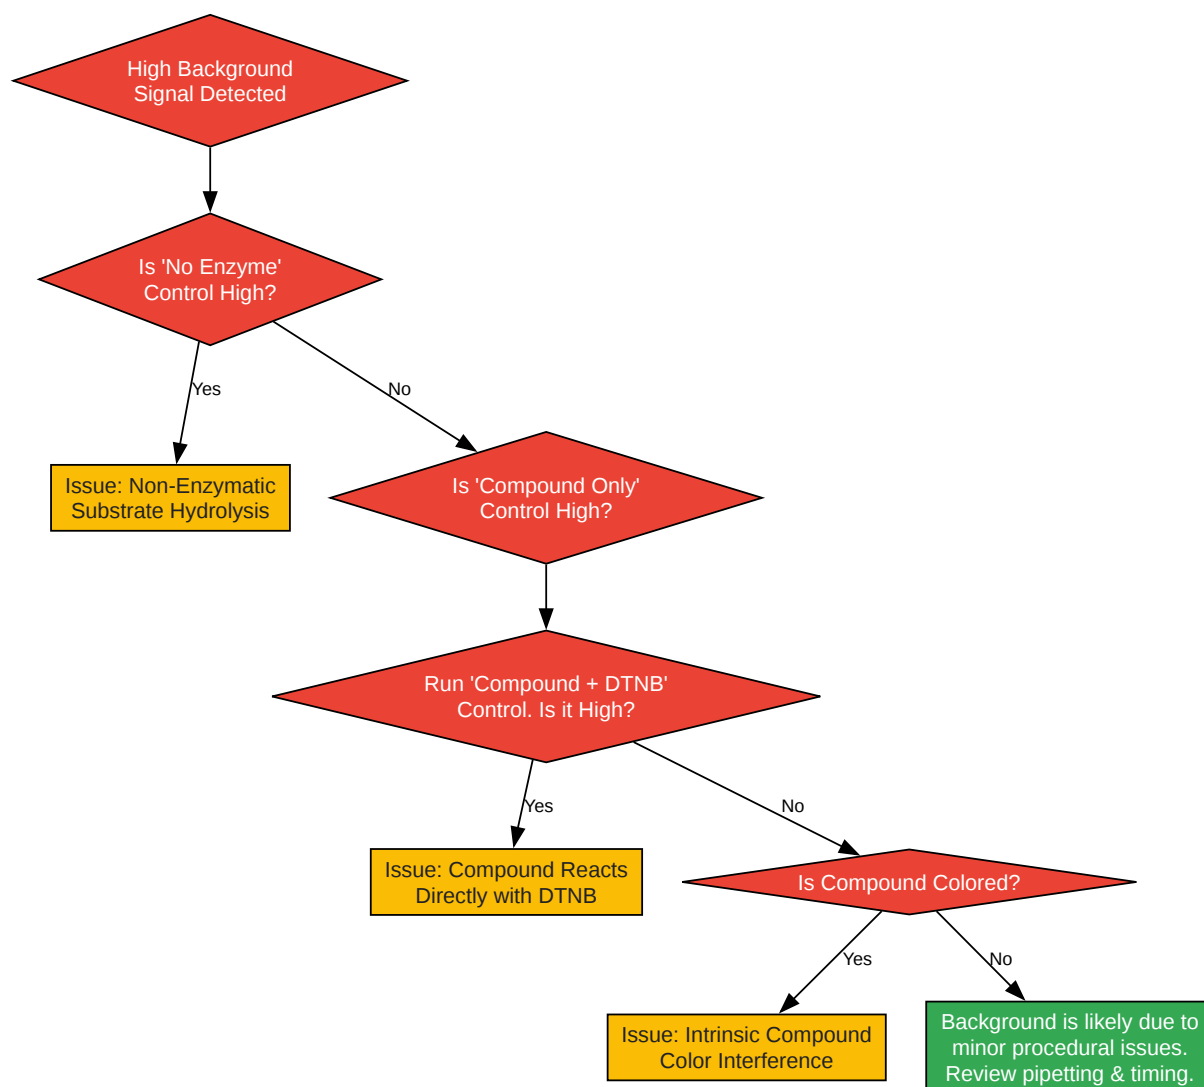 High Background
Signal Detected
Is 'No Enzyme'
Control High?
Yes
No
Issue: Non-Enzymatic
Substrate Hydrolysis
Is 'Compound Only'
Control High?
Run 'Compound + DTNB'
Control. Is it High?
Yes
No
Issue: Compound Reacts
Directly with DTNB
Is Compound Colored?
Yes
No
Issue: Intrinsic Compound
Color Interference
Background is likely due to
minor procedural issues.
Review pipetting & timing.